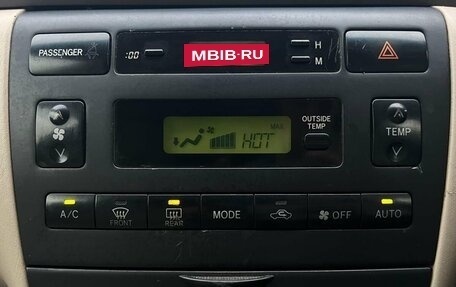 PASSENGER
:00
MBIB-RU
H
M
OUTSIDE
TEMP
MAX
HOT
TEMP
A/C
FRONT
REAR
MODE
OFF
AUTO